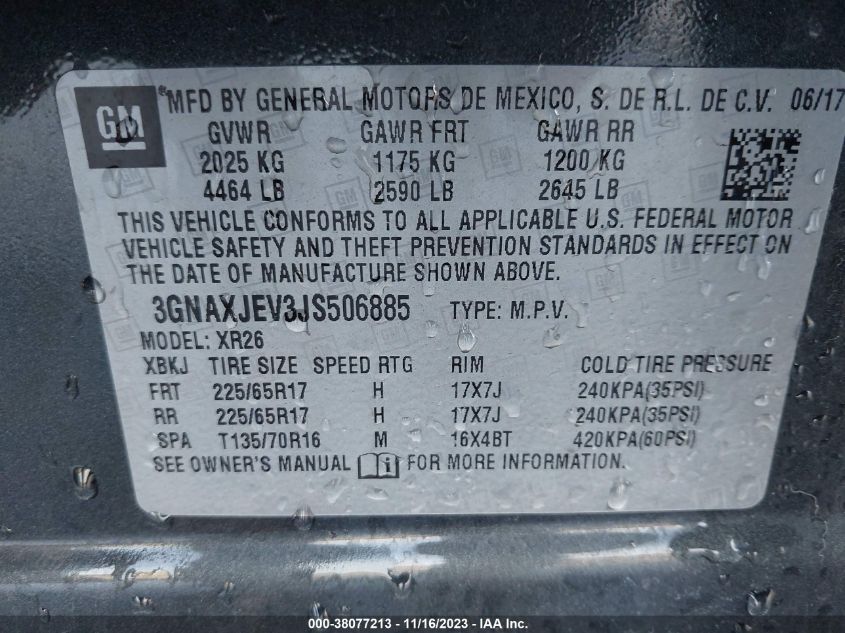 GM ®MFD BY GENERAL MOTORS DE MEXICO, S. DE R.L. DE C.V. 06/17
GVWR GAWR FRT GAWR RR
2025 KG 1175 KG 1200 KG
4464 LB 2590 LB 2645 LB
THIS VEHICLE CONFORMS TO ALL APPLICABLE U.S. FEDERAL MOTOR
VEHICLE SAFETY AND THEFT PREVENTION STANDARDS IN EFFECT ON
THE DATE OF MANUFACTURE SHOWN ABOVE.
3GNAXJEV3JS506885 TYPE: M.P.V.
MODEL: XR26
XBKJ TIRE SIZE SPEED RTG RIM COLD TIRE PRESSURE
FRT 225/65R17 H 17X7J 240KPA(35PSI)
RR 225/65R17 H 17X7J 240KPA(35PSI)
SPA T135/70R16 M 16X4BT 420KPA(60PSI)
SEE OWNER'S MANUAL i FOR MORE INFORMATION.
000-38077213 - 11/16/2023 - WWW.IAAI.COM